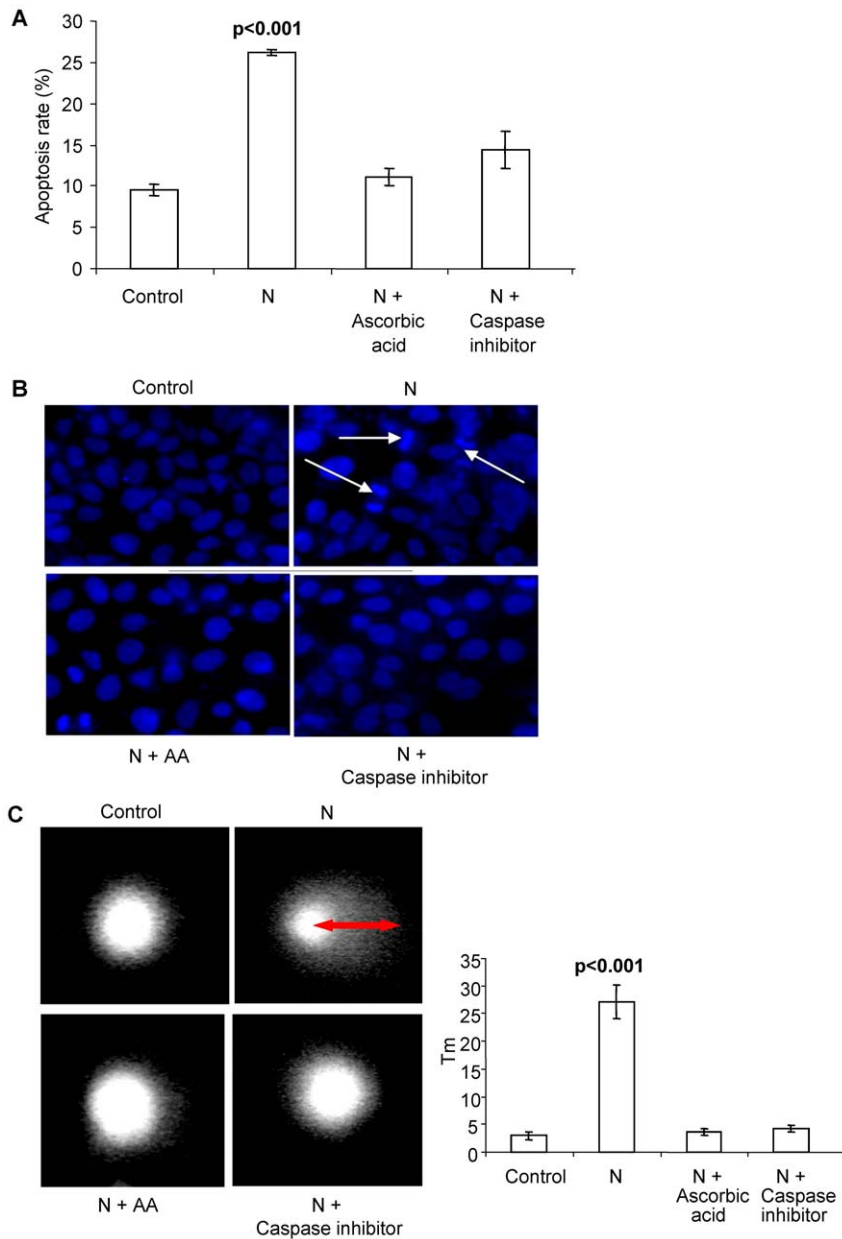 A
Apoptosis rate (%)
30
25
20
15
10
5
0
p<0.001
Control
N
N +
Ascorbic
acid
N +
Caspase
inhibitor
B
Control
N
N + AA
N +
Caspase inhibitor
C
Control
N
N + AA
N +
Caspase inhibitor
Tm
35
30
25
20
15
10
5
0
p<0.001
Control
N
N +
Ascorbic
acid
N +
Caspase
inhibitor